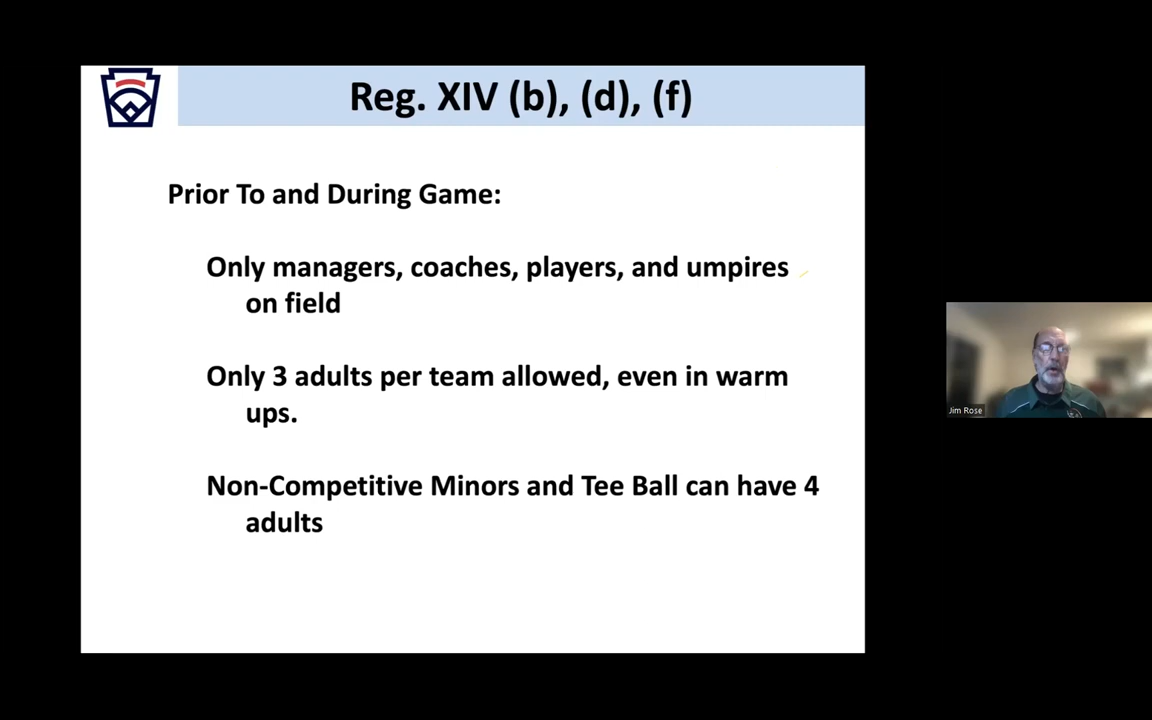 Reg. XIV (b), (d), (f)
Prior To and During Game:
Only managers, coaches, players, and umpires
on field
Only 3 adults per team allowed, even in warm
ups.
Non-Competitive Minors and Tee Ball can have 4
adults
Jim Rose